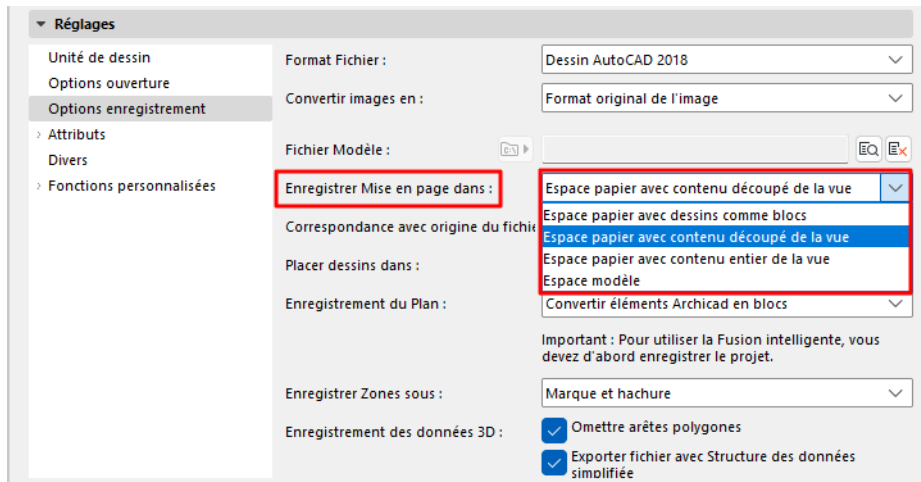 Réglages
Unité de dessin
Options ouverture
Options enregistrement
Attributs
Divers
Fonctions personnalisées
Format Fichier :
Dessin AutoCAD 2018
Convertir images en :
Format original de l'image
Fichier Modèle :
Enregistrer Mise en page dans :
Espace papier avec contenu découpé de la vue
Espace papier avec dessins comme blocs
Espace papier avec contenu découpé de la vue
Espace papier avec contenu entier de la vue
Espace modèle
Correspondance avec origine du fichie
Placer dessins dans :
Enregistrement du Plan :
Convertir éléments Archicad en blocs
Important : Pour utiliser la Fusion intelligente, vous
devez d'abord enregistrer le projet.
Enregistrer Zones sous :
Marque et hachure
Enregistrement des données 3D :
Omettre arêtes polygones
Exporter fichier avec Structure des données
simplifiée